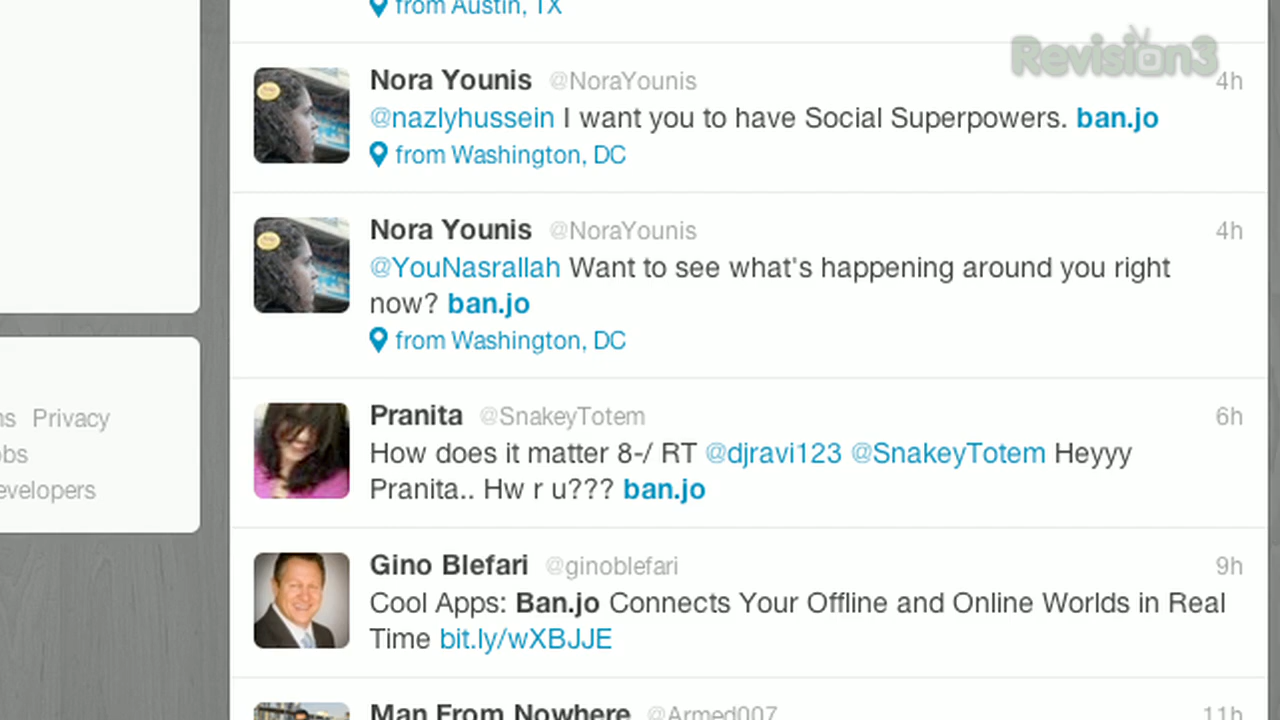 from Austin, TX
Revision3
Nora Younis @NoraYounis 4h
@nazlyhussein I want you to have Social Superpowers. ban.jo
from Washington, DC
Nora Younis @NoraYounis 4h
@YouNasrallah Want to see what's happening around you right
now? ban.jo
from Washington, DC
ns Privacy
obs
evelopers
Pranita @SnakeyTotem 6h
How does it matter 8-/ RT @djravi123 @SnakeyTotem Heyyy
Pranita.. Hw r u??? ban.jo
Gino Blefari @ginoblefari 9h
Cool Apps: Ban.jo Connects Your Offline and Online Worlds in Real
Time bit.ly/wXBJJE
Man From Nowhere @Armed007 11h